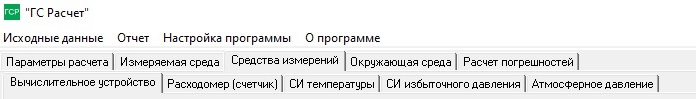 ГСР "ГС Расчет"
Исходные данные Отчет Настройка программы О программе
Параметры расчета Измеряемая среда Средства измерений Окружающая среда Расчет погрешностей
Вычислительное устройство Расходомер (счетчик) СИ температуры СИ избыточного давления Атмосферное давление